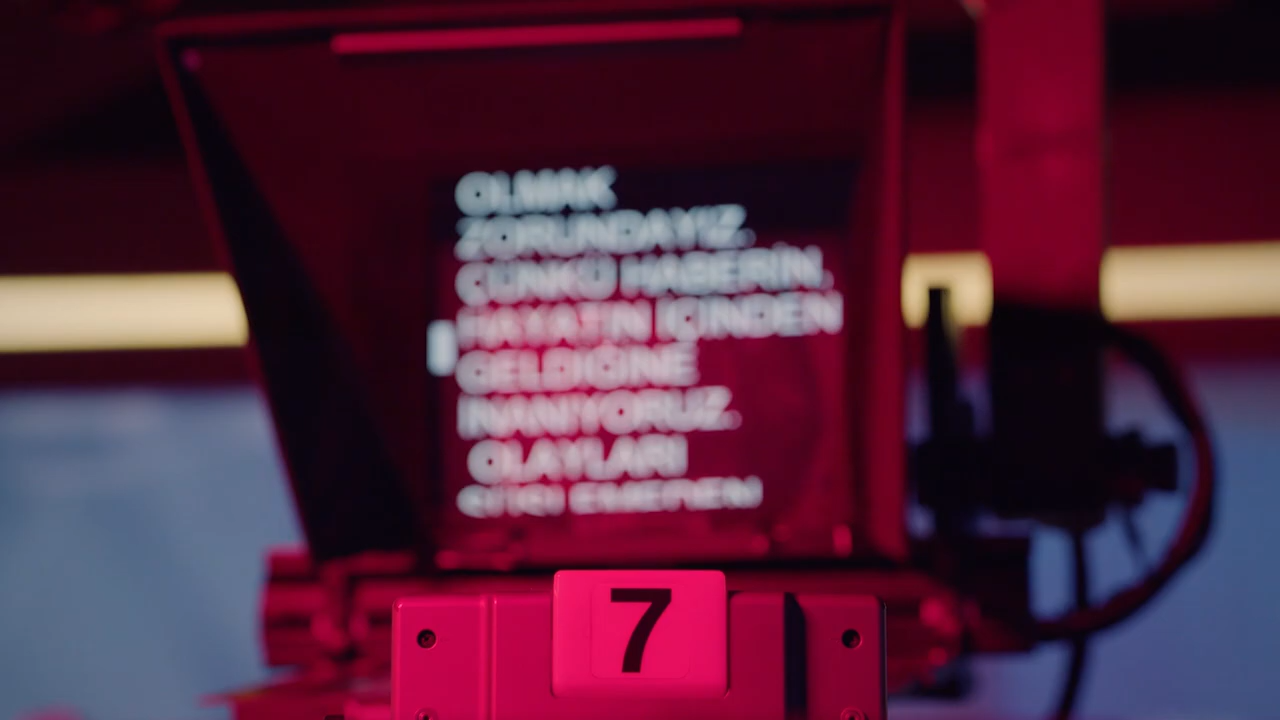 OLMAK
ZORUNDAYIZ.
ÇÜNKÜ HABERİN,
HAYATIN İÇİNDEN
GELDİĞİNE
İNANIYORUZ.
OLAYLARI
7